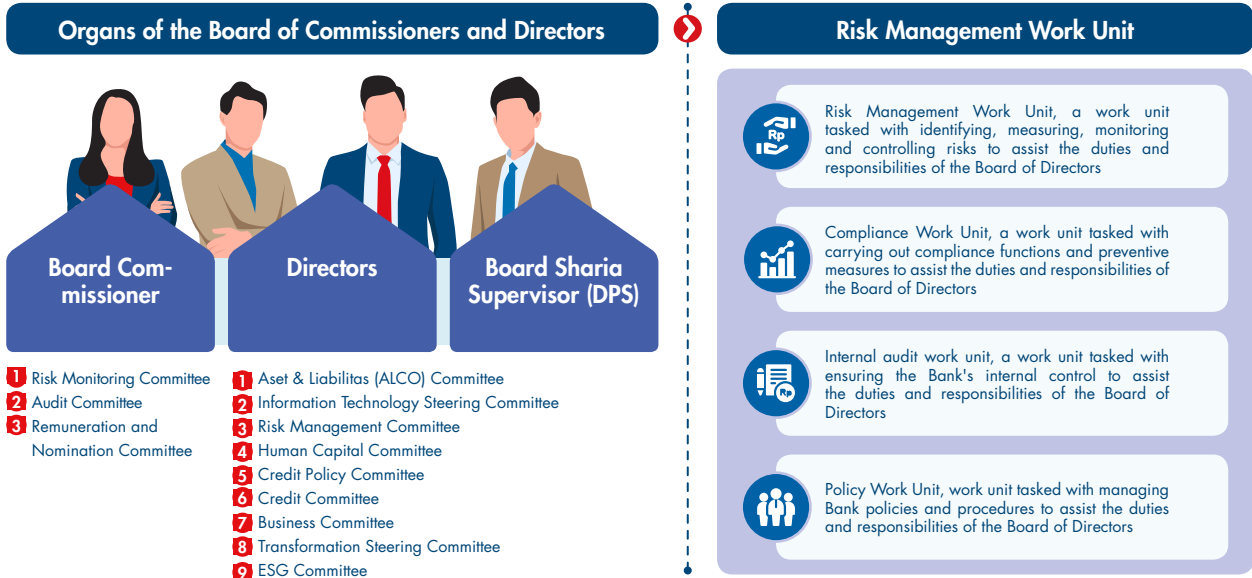 Organs of the Board of Commissioners and Directors
Board Com-
missioner
Directors
Board Sharia
Supervisor (DPS)
1 Risk Monitoring Committee
2 Audit Committee
3 Remuneration and
Nomination Committee
1 Aset & Liabilitas (ALCO) Committee
2 Information Technology Steering Committee
3 Risk Management Committee
4 Human Capital Committee
5 Credit Policy Committee
6 Credit Committee
7 Business Committee
8 Transformation Steering Committee
9 ESG Committee
Risk Management Work Unit
Rp
Risk Management Work Unit, a work unit
tasked with identifying, measuring, monitoring
and controlling risks to assist the duties and
responsibilities of the Board of Directors
Compliance Work Unit, a work unit tasked with
carrying out compliance functions and preventive
measures to assist the duties and responsibilities of
the Board of Directors
Rp
Internal audit work unit, a work unit tasked with
ensuring the Bank's internal control to assist
the duties and responsibilities of the Board of
Directors
Policy Work Unit, work unit tasked with managing
Bank policies and procedures to assist the duties
and responsibilities of the Board of Directors